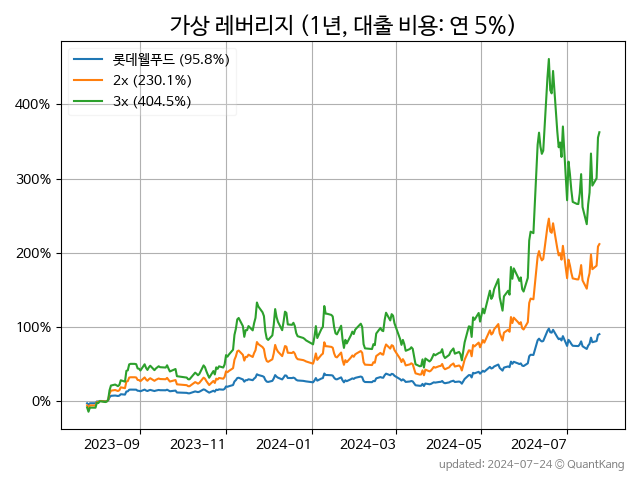 가상 레버리지 (1년, 대출 비용: 연 5%)
롯데웰푸드 (95.8%)
2x (230.1%)
3x (404.5%)
400%
300%
200%
100%
0%
2023-09 2023-11 2024-01 2024-03 2024-05 2024-07
updated: 2024-07-24 © QuantKang